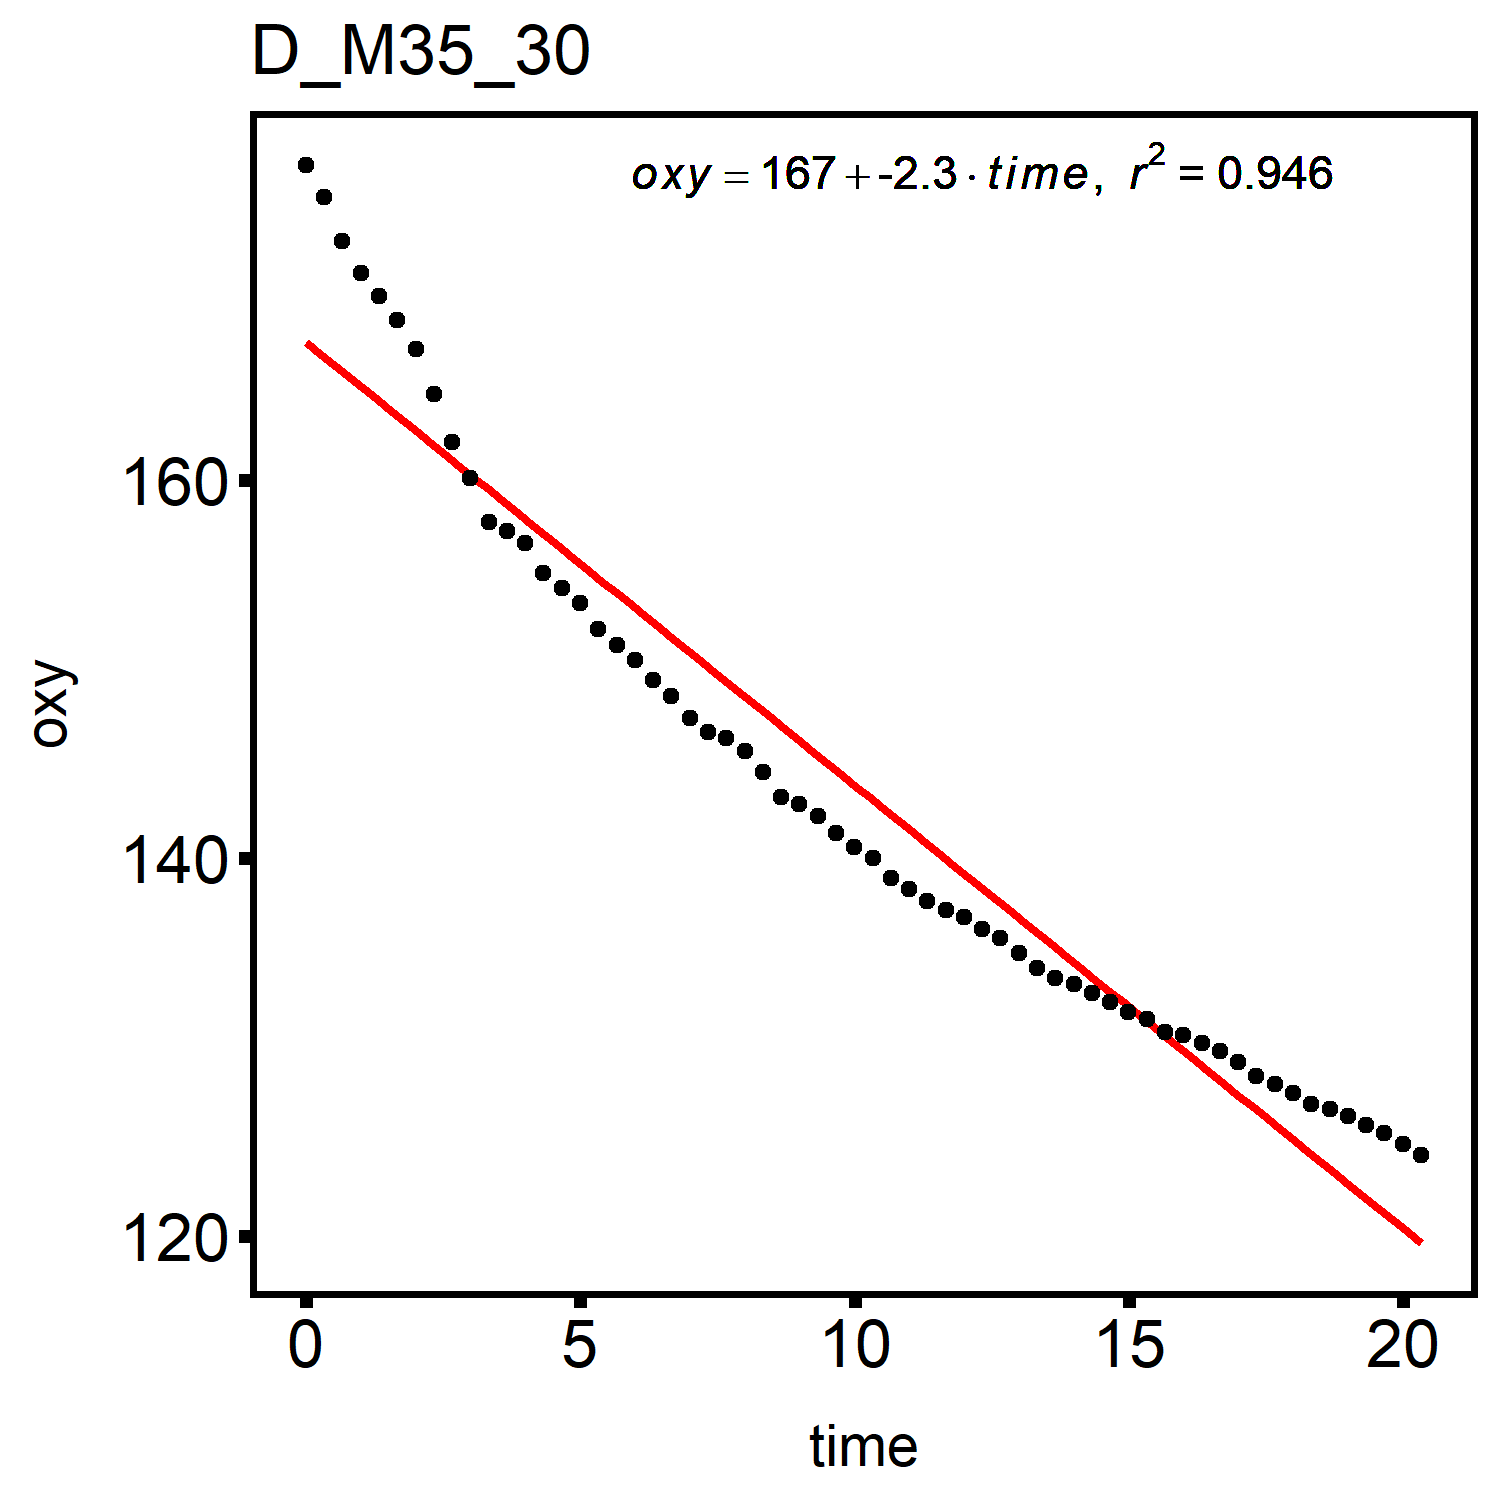 D_M35_30
oxy = 167 + -2.3 · time, r² = 0.946
160
140
120
oxy
0 5 10 15 20
time